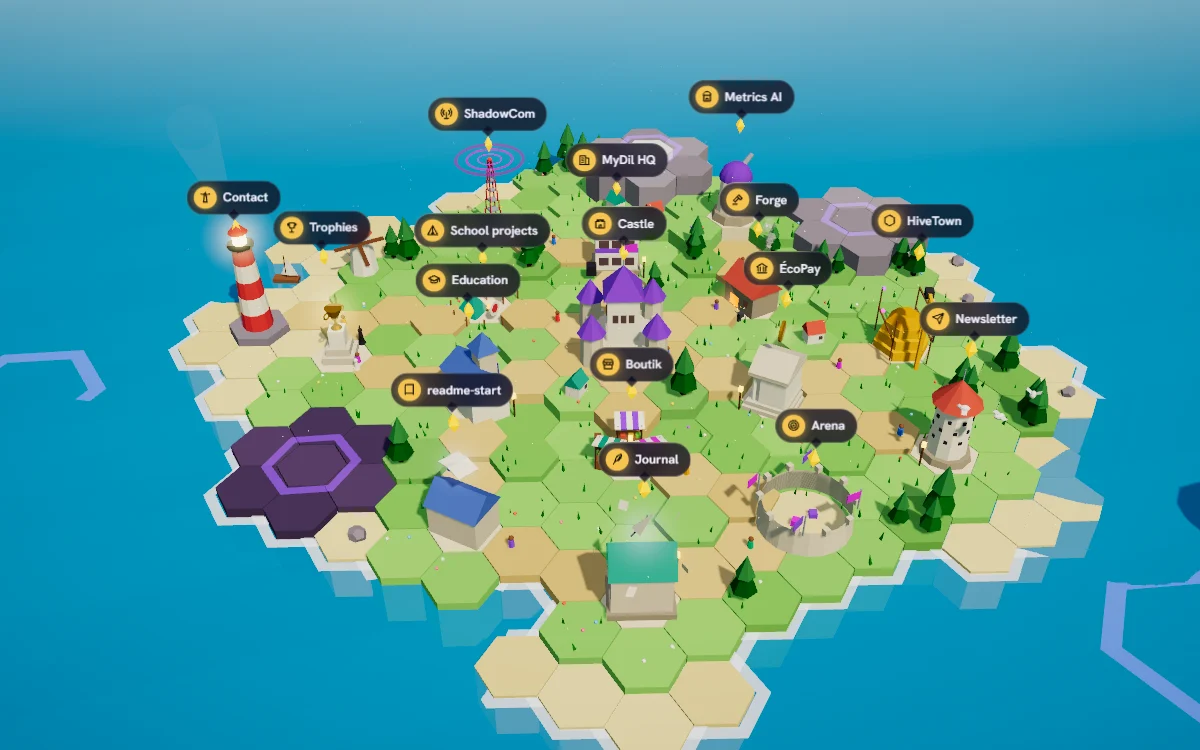 Metrics AI
ShadowCom
MyDil HQ
Contact
Forge
Trophies
School projects
Castle
HiveTown
Education
ÉcoPay
Newsletter
Boutik
readme-start
Arena
Journal